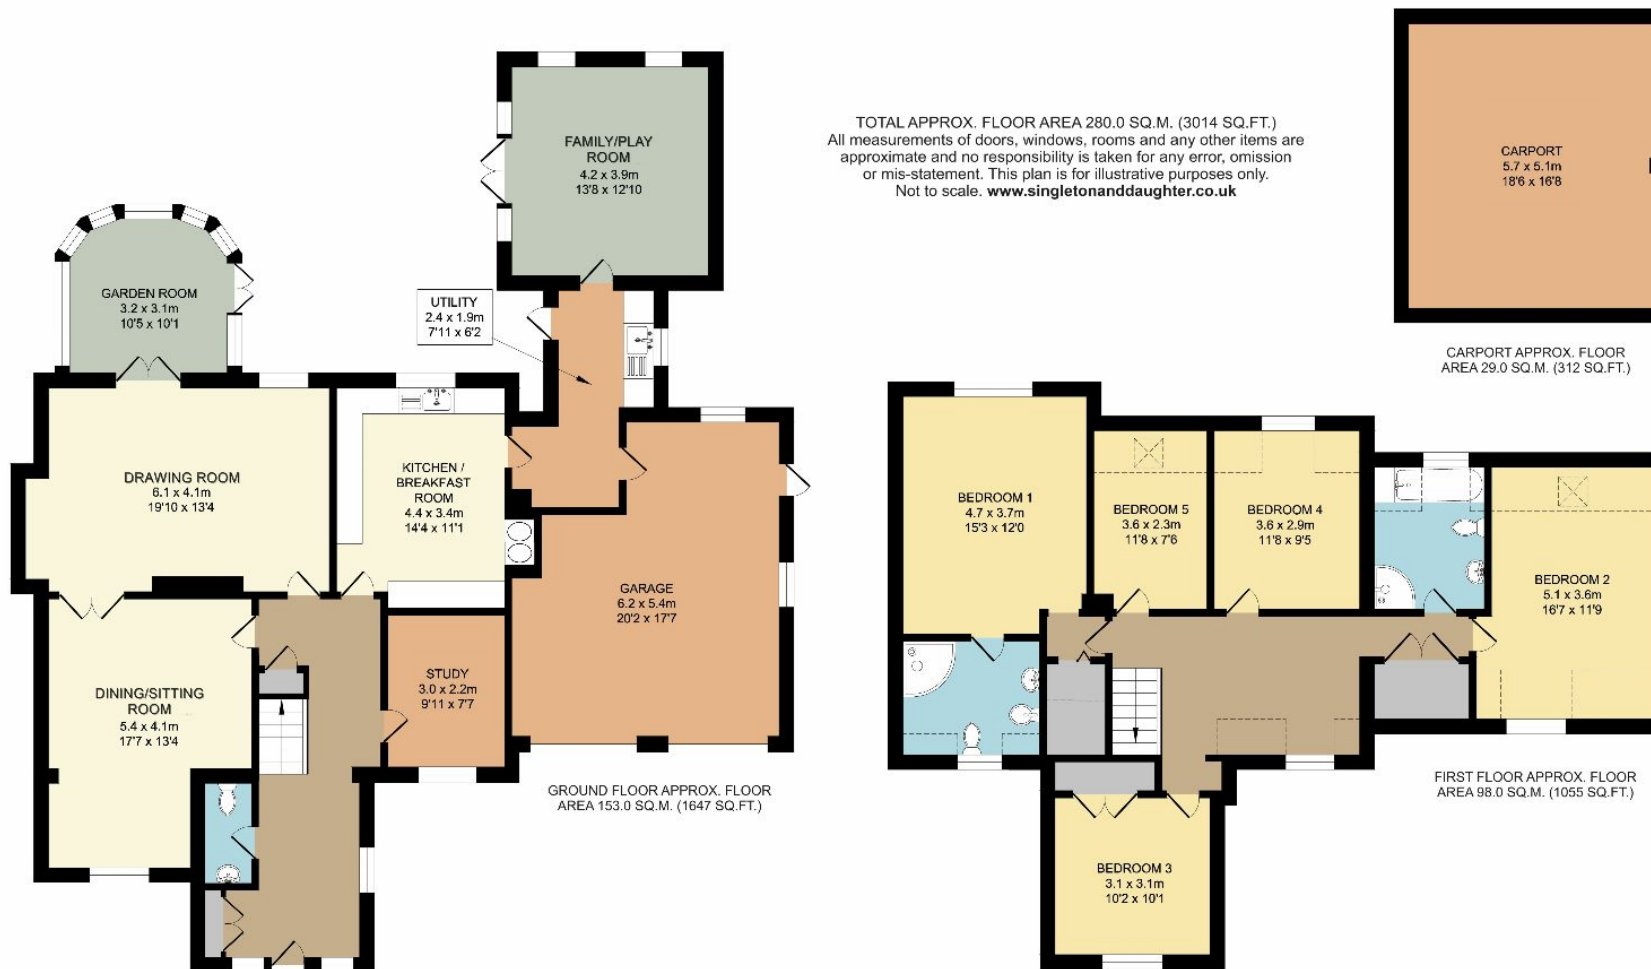 TOTAL APPROX. FLOOR AREA 280.0 SQ.M. (3014 SQ.FT.)
All measurements of doors, windows, rooms and any other items are
approximate and no responsibility is taken for any error, omission
or mis-statement. This plan is for illustrative purposes only.
Not to scale. www.singletonanddaughter.co.uk
CARPORT
5.7 x 5.1m
18'6 x 16'8
CARPORT APPROX. FLOOR
AREA 29.0 SQ.M. (312 SQ.FT.)
FAMILY/PLAY
ROOM
4.2 x 3.9m
13'8 x 12'10
GARDEN ROOM
3.2 x 3.1m
10'5 x 10'1
UTILITY
2.4 x 1.9m
7'11 x 6'2
DRAWING ROOM
6.1 x 4.1m
19'10 x 13'4
KITCHEN /
BREAKFAST
ROOM
4.4 x 3.4m
14'4 x 11'1
GARAGE
6.2 x 5.4m
20'2 x 17'7
STUDY
3.0 x 2.2m
9'11 x 7'7
DINING/SITTING
ROOM
5.4 x 4.1m
17'7 x 13'4
GROUND FLOOR APPROX. FLOOR
AREA 153.0 SQ.M. (1647 SQ.FT.)
BEDROOM 1
4.7 x 3.7m
15'3 x 12'0
BEDROOM 5
3.6 x 2.3m
11'8 x 7'6
BEDROOM 4
3.6 x 2.9m
11'8 x 9'5
BEDROOM 2
5.1 x 3.6m
16'7 x 11'9
BEDROOM 3
3.1 x 3.1m
10'2 x 10'1
FIRST FLOOR APPROX. FLOOR
AREA 98.0 SQ.M. (1055 SQ.FT.)